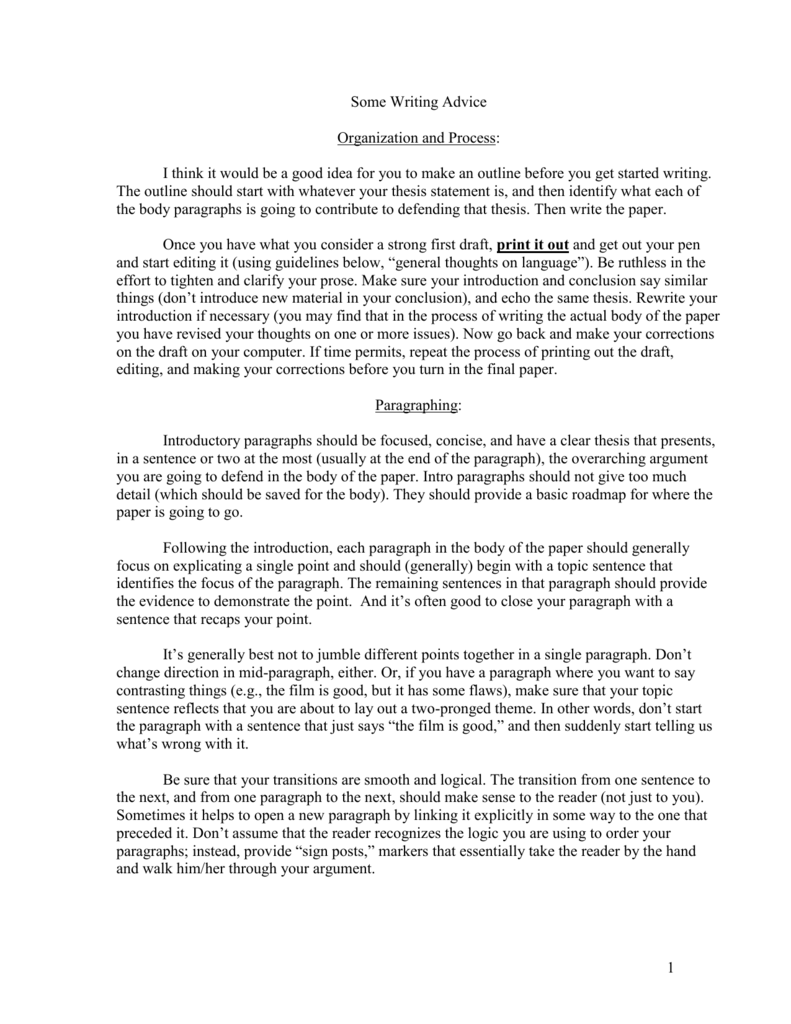 Some Writing Advice
Organization and Process:
I think it would be a good idea for you to make an outline before you get started writing.
The outline should start with whatever your thesis statement is, and then identify what each of
the body paragraphs is going to contribute to defending that thesis. Then write the paper.
Once you have what you consider a strong first draft, print it out and get out your pen
and start editing it (using guidelines below, “general thoughts on language”). Be ruthless in the
effort to tighten and clarify your prose. Make sure your introduction and conclusion say similar
things (don’t introduce new material in your conclusion), and echo the same thesis. Rewrite your
introduction if necessary (you may find that in the process of writing the actual body of the paper
you have revised your thoughts on one or more issues). Now go back and make your corrections
on the draft on your computer. If time permits, repeat the process of printing out the draft,
editing, and making your corrections before you turn in the final paper.
Paragraphing:
Introductory paragraphs should be focused, concise, and have a clear thesis that presents,
in a sentence or two at the most (usually at the end of the paragraph), the overarching argument
you are going to defend in the body of the paper. Intro paragraphs should not give too much
detail (which should be saved for the body). They should provide a basic roadmap for where the
paper is going to go.
Following the introduction, each paragraph in the body of the paper should generally
focus on explicating a single point and should (generally) begin with a topic sentence that
identifies the focus of the paragraph. The remaining sentences in that paragraph should provide
the evidence to demonstrate the point.  And it’s often good to close your paragraph with a
sentence that recaps your point.
It’s generally best not to jumble different points together in a single paragraph. Don’t
change direction in mid-paragraph, either. Or, if you have a paragraph where you want to say
contrasting things (e.g., the film is good, but it has some flaws), make sure that your topic
sentence reflects that you are about to lay out a two-pronged theme. In other words, don’t start
the paragraph with a sentence that just says “the film is good,” and then suddenly start telling us
what’s wrong with it.
Be sure that your transitions are smooth and logical. The transition from one sentence to
the next, and from one paragraph to the next, should make sense to the reader (not just to you).
Sometimes it helps to open a new paragraph by linking it explicitly in some way to the one that
preceded it. Don’t assume that the reader recognizes the logic you are using to order your
paragraphs; instead, provide “sign posts,” markers that essentially take the reader by the hand
and walk him/her through your argument.
1